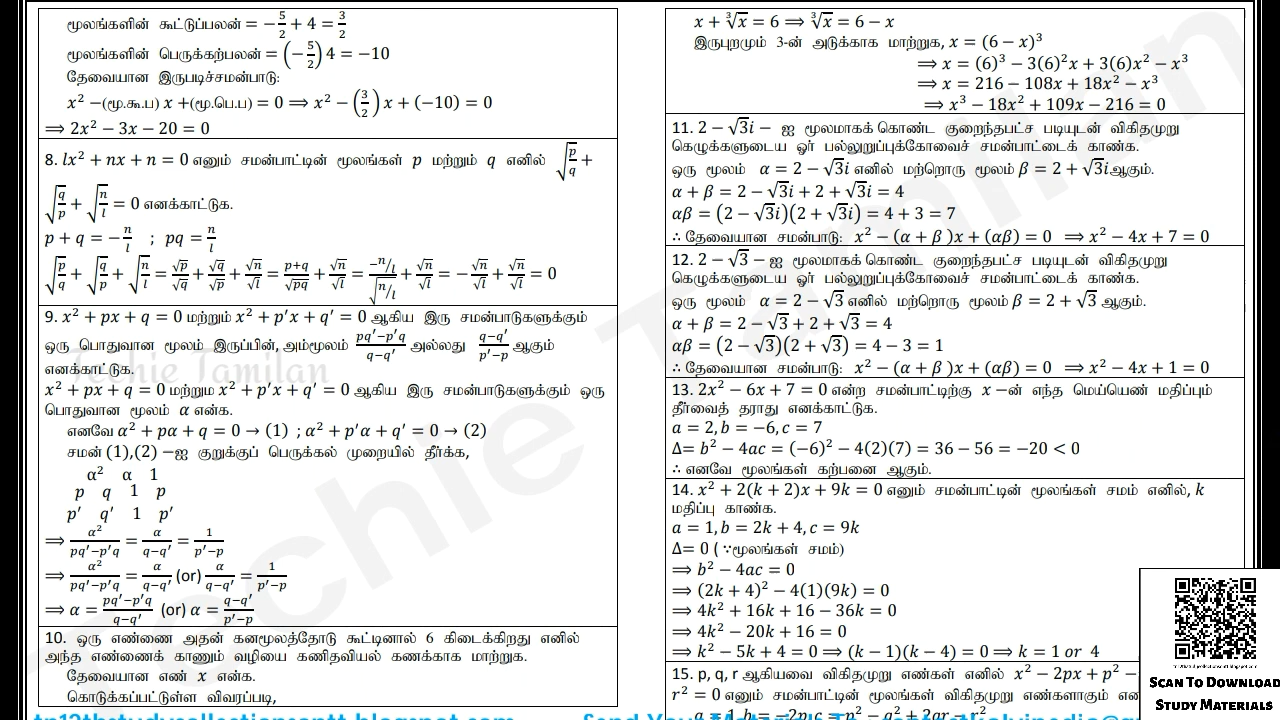 மூலங்களின் கூட்டுப்பலன் = −5/2 + 4 = 3/2
மூலங்களின் பெருக்கற்பலன் = (−5/2) 4 = −10
தேவையான இருபடிச்சமன்பாடு:
x² −(மூ.கூ.ப) x +(மூ.பெ.ப) = 0 ⟹ x² − (3/2) x + (−10) = 0
⟹ 2x² − 3x − 20 = 0
8. lx² + nx + n = 0 எனும் சமன்பாட்டின் மூலங்கள் p மற்றும் q எனில் √(p/q) +
√(q/p) + √(n/l) = 0 எனக்காட்டுக.
p + q = −n/l ; pq = n/l
√(p/q) + √(q/p) + √(n/l) = √p/√q + √q/√p + √n/√l = (p+q)/√(pq) + √n/√l = (−n/l)/√(n/l) + √n/√l = −√n/√l + √n/√l = 0
9. x² + px + q = 0 மற்றும் x² + p′x + q′ = 0 ஆகிய இரு சமன்பாடுகளுக்கும்
ஒரு பொதுவான மூலம் இருப்பின், அம்மூலம் (pq′−p′q)/(q−q′) அல்லது (q−q′)/(p′−p) ஆகும்
எனக்காட்டுக.
x² + px + q = 0 மற்றும் x² + p′x + q′ = 0 ஆகிய இரு சமன்பாடுகளுக்கும் ஒரு
பொதுவான மூலம் α என்க.
எனவே α² + pα + q = 0 → (1) ; α² + p′α + q′ = 0 → (2)
சமன் (1), (2) −ஐ குறுக்குப் பெருக்கல் முறையில் தீர்க்க,
α² α 1
p q 1 p
p′ q′ 1 p′
⟹ α²/(pq′−p′q) = α/(q−q′) = 1/(p′−p)
⟹ α²/(pq′−p′q) = α/(q−q′) (or) α/(q−q′) = 1/(p′−p)
⟹ α = (pq′−p′q)/(q−q′) (or) α = (q−q′)/(p′−p)
10. ஒரு எண்ணை அதன் கனமூலத்தோடு கூட்டினால் 6 கிடைக்கிறது எனில்
அந்த எண்ணைக் காணும் வழியை கணிதவியல் கணக்காக மாற்றுக.
தேவையான எண் x என்க.
கொடுக்கப்பட்டுள்ள விவரப்படி,
x + ∛x = 6 ⟹ ∛x = 6 − x
இருபுறமும் 3-ன் அடுக்காக மாற்றுக, x = (6 − x)³
⟹ x = (6)³ − 3(6)²x + 3(6)x² − x³
⟹ x = 216 − 108x + 18x² − x³
⟹ x³ − 18x² + 109x − 216 = 0
11. 2 − √3i − ஐ மூலமாகக் கொண்ட குறைந்தபட்ச படியுடன் விகிதமுறு
கெழுக்களுடைய ஓர் பல்லுறுப்புக்கோவைச் சமன்பாட்டைக் காண்க.
ஒரு மூலம் α = 2 − √3i எனில் மற்றொரு மூலம் β = 2 + √3i ஆகும்.
α + β = 2 − √3i + 2 + √3i = 4
αβ = (2 − √3i)(2 + √3i) = 4 + 3 = 7
∴ தேவையான சமன்பாடு: x² − (α + β )x + (αβ) = 0 ⟹ x² − 4x + 7 = 0
12. 2 − √3 −ஐ மூலமாகக் கொண்ட குறைந்தபட்ச படியுடன் விகிதமுறு
கெழுக்களுடைய ஓர் பல்லுறுப்புக்கோவைச் சமன்பாட்டைக் காண்க.
ஒரு மூலம் α = 2 − √3 எனில் மற்றொரு மூலம் β = 2 + √3 ஆகும்.
α + β = 2 − √3 + 2 + √3 = 4
αβ = (2 − √3)(2 + √3) = 4 − 3 = 1
∴ தேவையான சமன்பாடு: x² − (α + β )x + (αβ) = 0 ⟹ x² − 4x + 1 = 0
13. 2x² − 6x + 7 = 0 என்ற சமன்பாட்டிற்கு x −ன் எந்த மெய்யெண் மதிப்பும்
தீர்வைத் தராது எனக்காட்டுக.
a = 2, b = −6, c = 7
Δ= b² − 4ac = (−6)² − 4(2)(7) = 36 − 56 = −20 < 0
∴ எனவே மூலங்கள் கற்பனை ஆகும்.
14. x² + 2(k + 2)x + 9k = 0 எனும் சமன்பாட்டின் மூலங்கள் சமம் எனில், k
மதிப்பு காண்க.
a = 1, b = 2k + 4, c = 9k
Δ= 0 ( ∵மூலங்கள் சமம்)
⟹ b² − 4ac = 0
⟹ (2k + 4)² − 4(1)(9k) = 0
⟹ 4k² + 16k + 16 − 36k = 0
⟹ 4k² − 20k + 16 = 0
⟹ k² − 5k + 4 = 0 ⟹ (k − 1)(k − 4) = 0 ⟹ k = 1 or 4
15. p, q, r ஆகியவை விகிதமுறு எண்கள் எனில் x² − 2px + p² −
r² = 0 எனும் சமன்பாட்டின் மூலங்கள் விகிதமுறு எண்களாகும்
Techie Tamilan
SCAN TO DOWNLOAD
STUDY MATERIALS